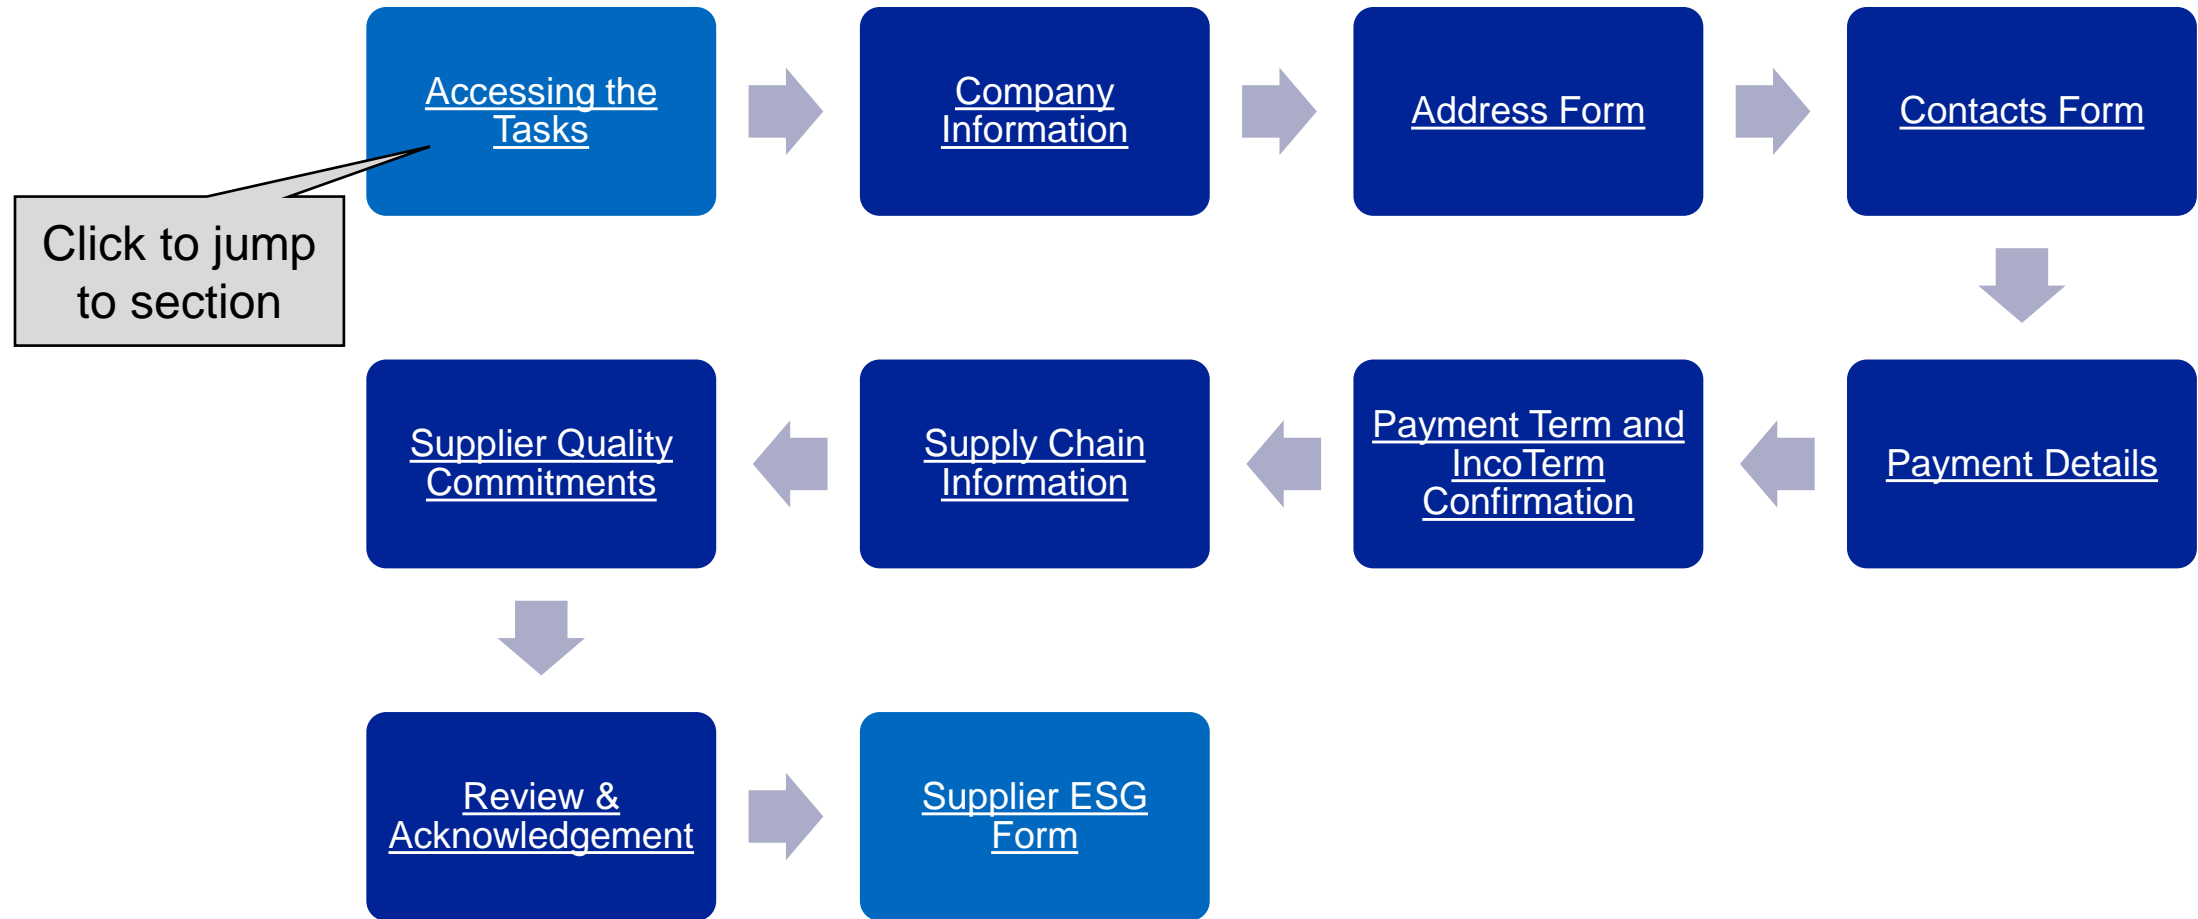 Accessing the
Tasks
Company
Information
Address Form
Contacts Form
Click to jump
to section
Payment Details
Payment Term and
IncoTerm
Confirmation
Supply Chain
Information
Supplier Quality
Commitments
Review &
Acknowledgement
Supplier ESG
Form